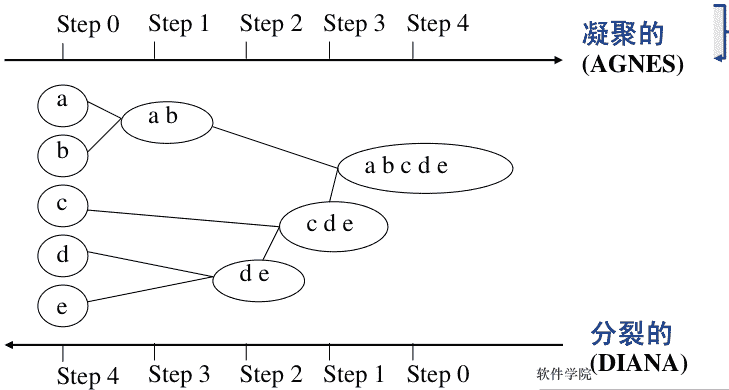 Step 0 Step 1 Step 2 Step 3 Step 4
凝聚的
(AGNES)
a
a b
b
a b c d e
c
c d e
d
d e
e
分裂的
(DIANA)
软件学院
Step 4 Step 3 Step 2 Step 1 Step 0